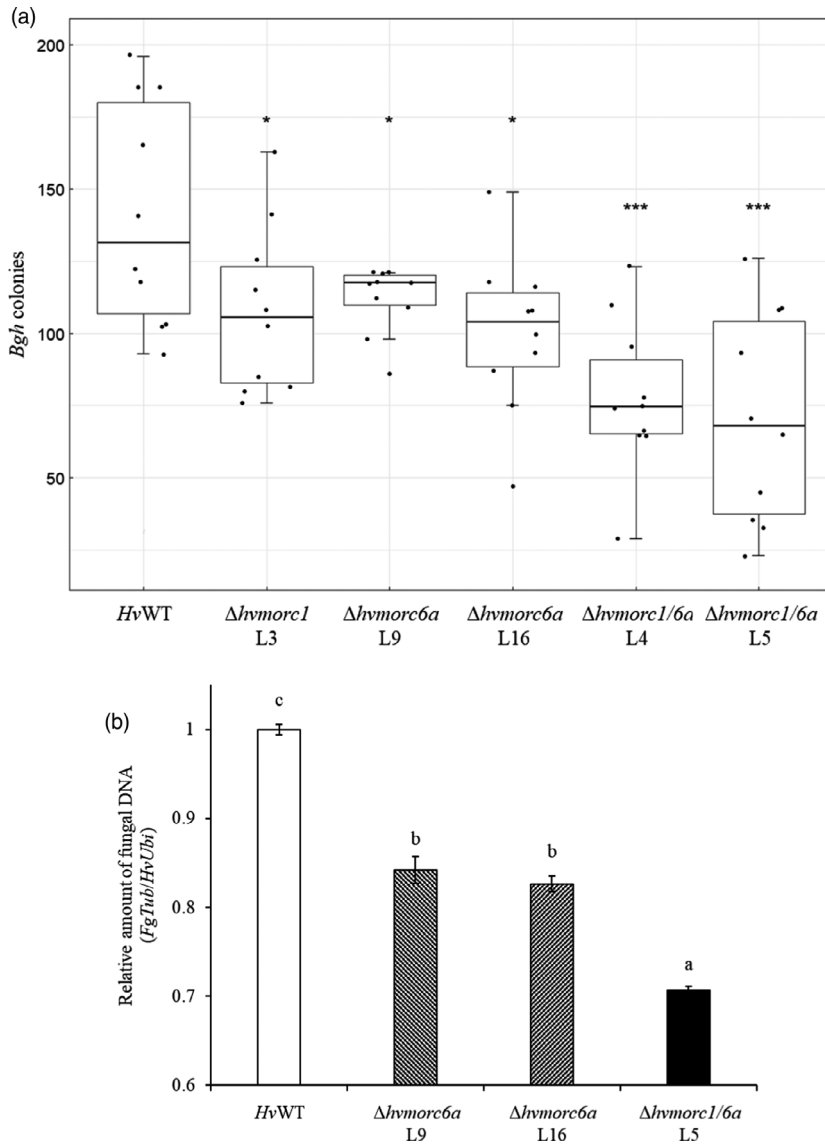 (a)
200
150
100
50
Bgh colonies
* * * *** ***
HvWT Δhvmorc1 Δhvmorc6a Δhvmorc6a Δhvmorc1/6a Δhvmorc1/6a
L3 L9 L16 L4 L5
(b)
Relative amount of fungal DNA
(FgTub/HvUbi)
1
0.9
0.8
0.7
0.6
c
b
b
a
HvWT Δhvmorc6a Δhvmorc6a Δhvmorc1/6a
L9 L16 L5